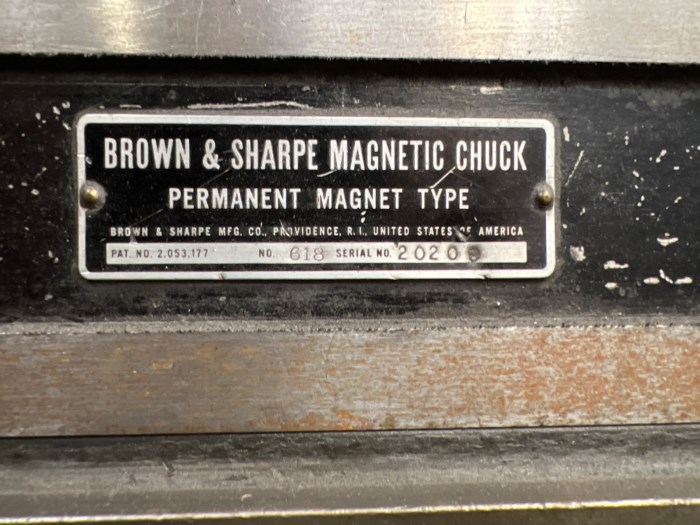 BROWN & SHARPE MAGNETIC CHUCK
PERMANENT MAGNET TYPE
BROWN & SHARPE MFG. CO., PROVIDENCE, R. I., UNITED STATES OF AMERICA
PAT. NO. 2,053,177 NO. 618 SERIAL NO.